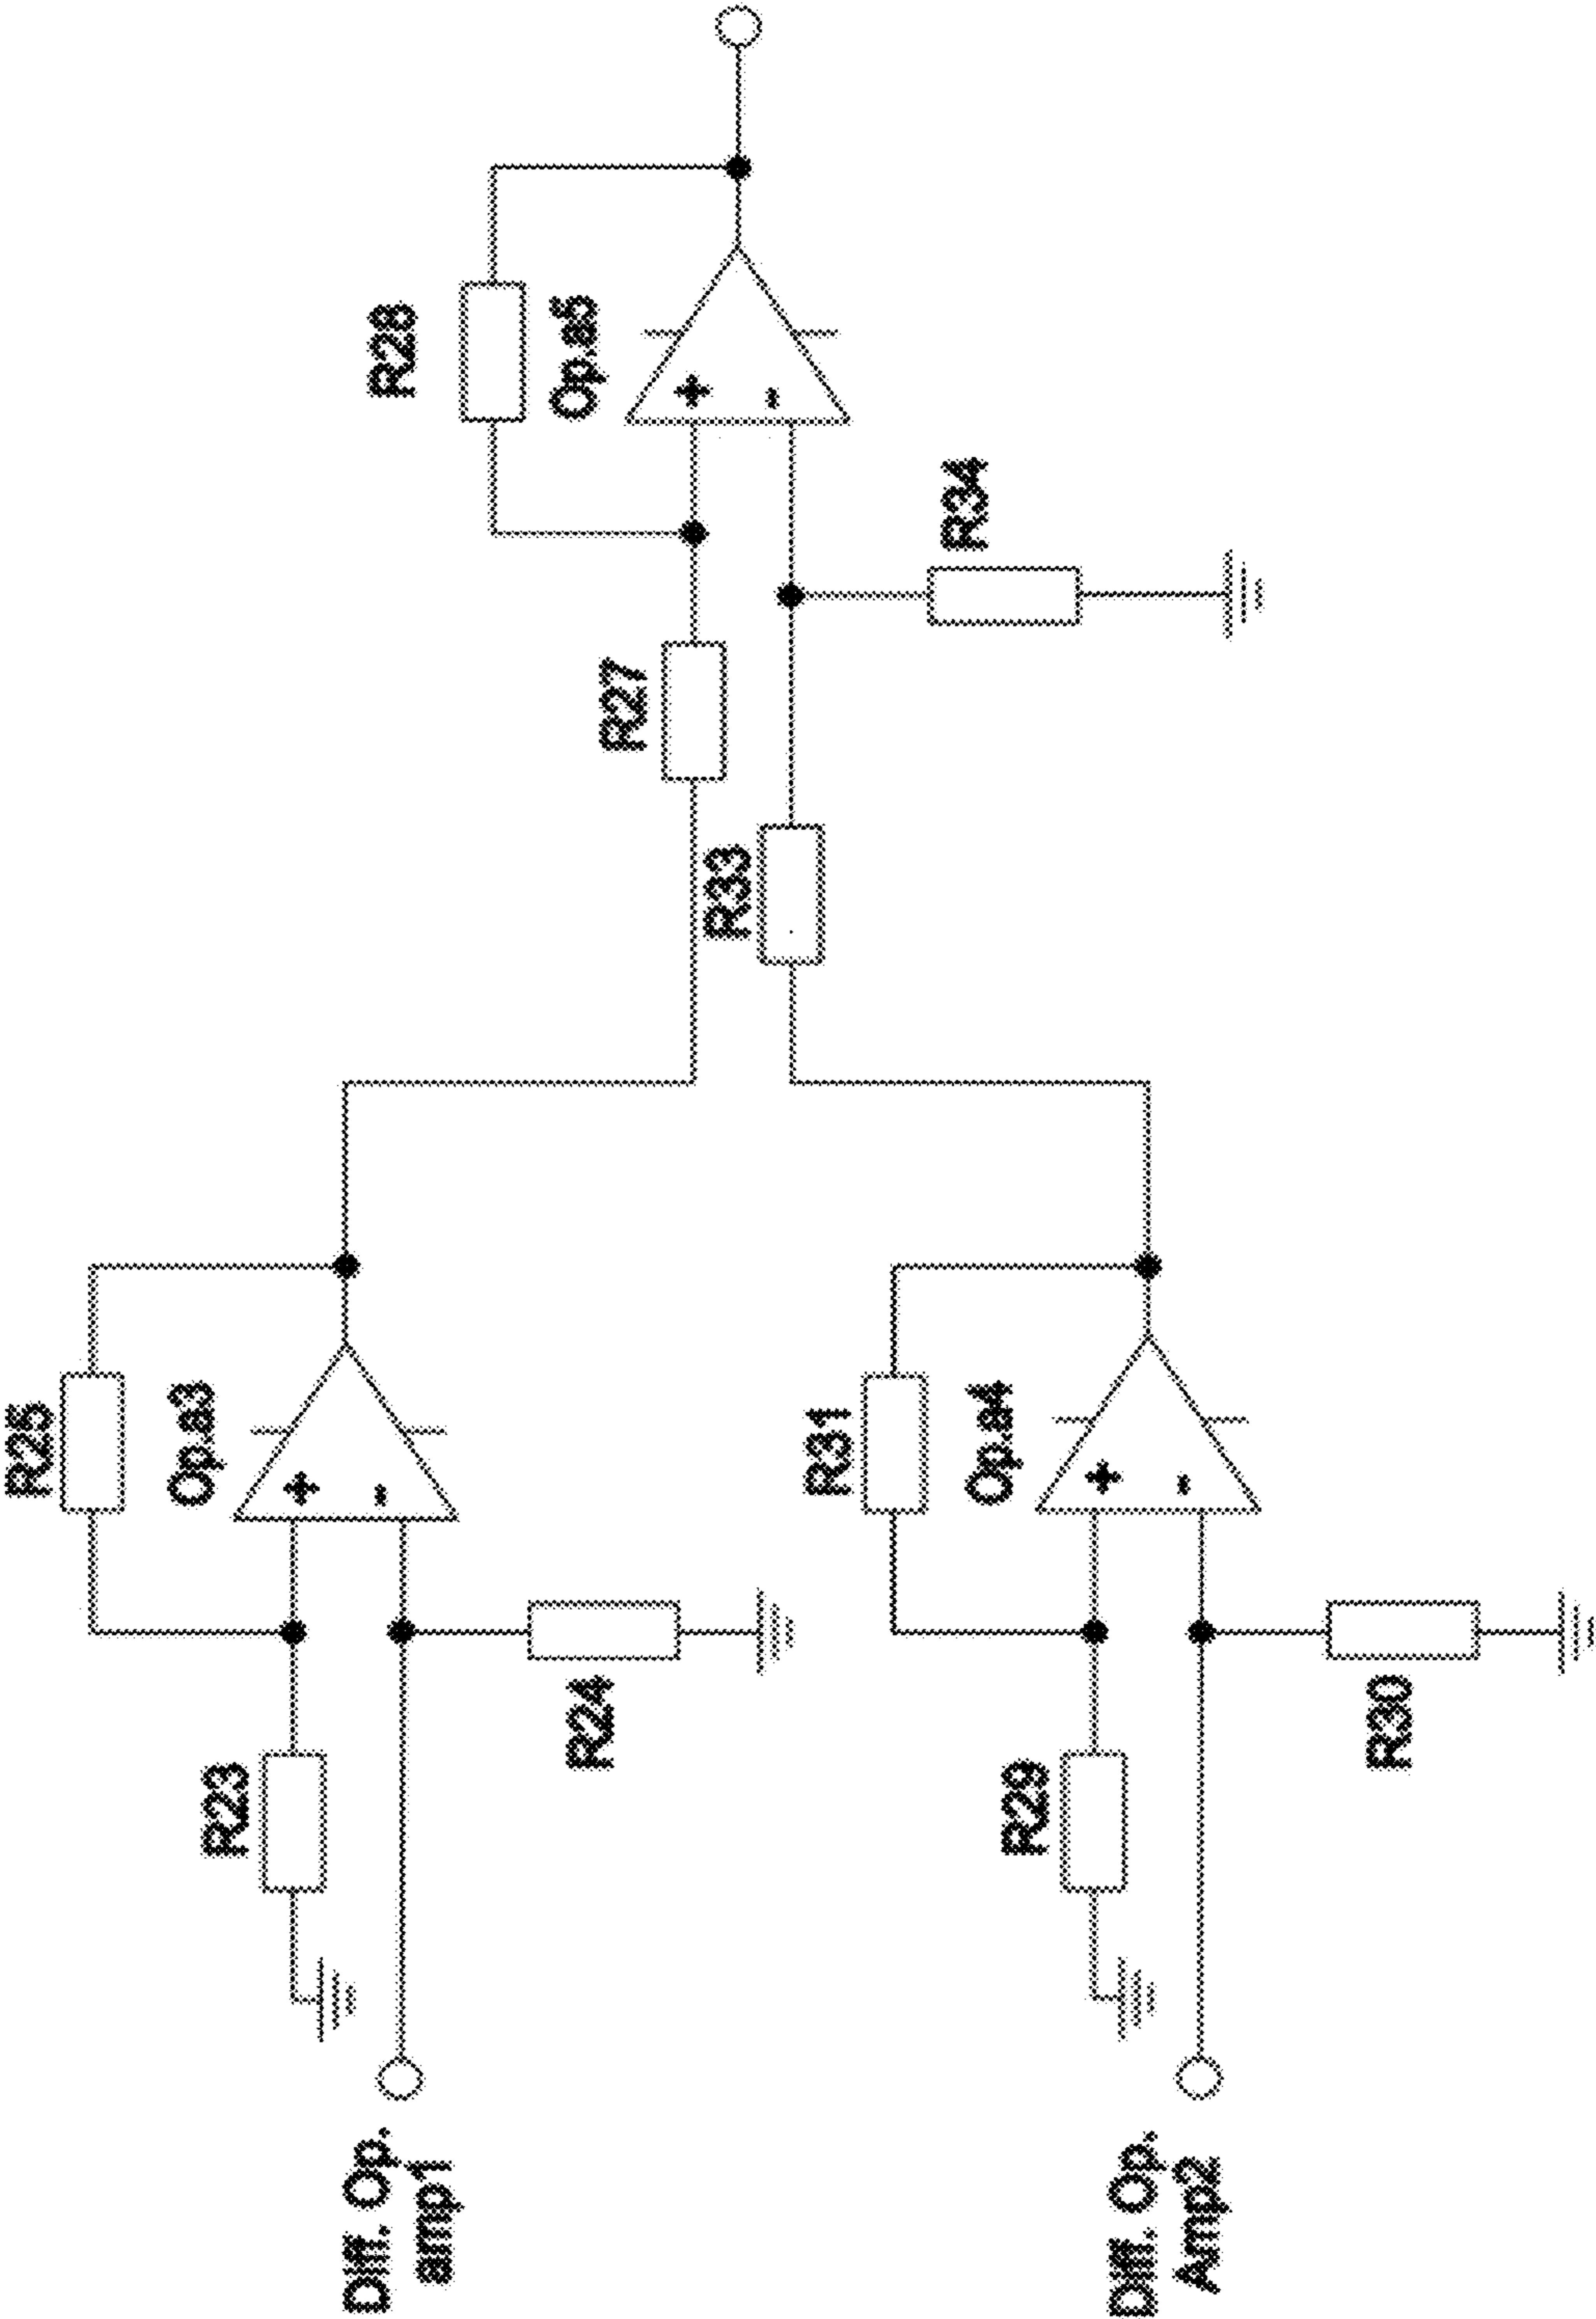 R25
Op.a3
+
-
R23
R24
Diff. Op.
amp1
R28
Op.a5
+
-
R27
R33
R34
R31
Op.a4
+
-
R29
R30
Diff. Op.
Amp2